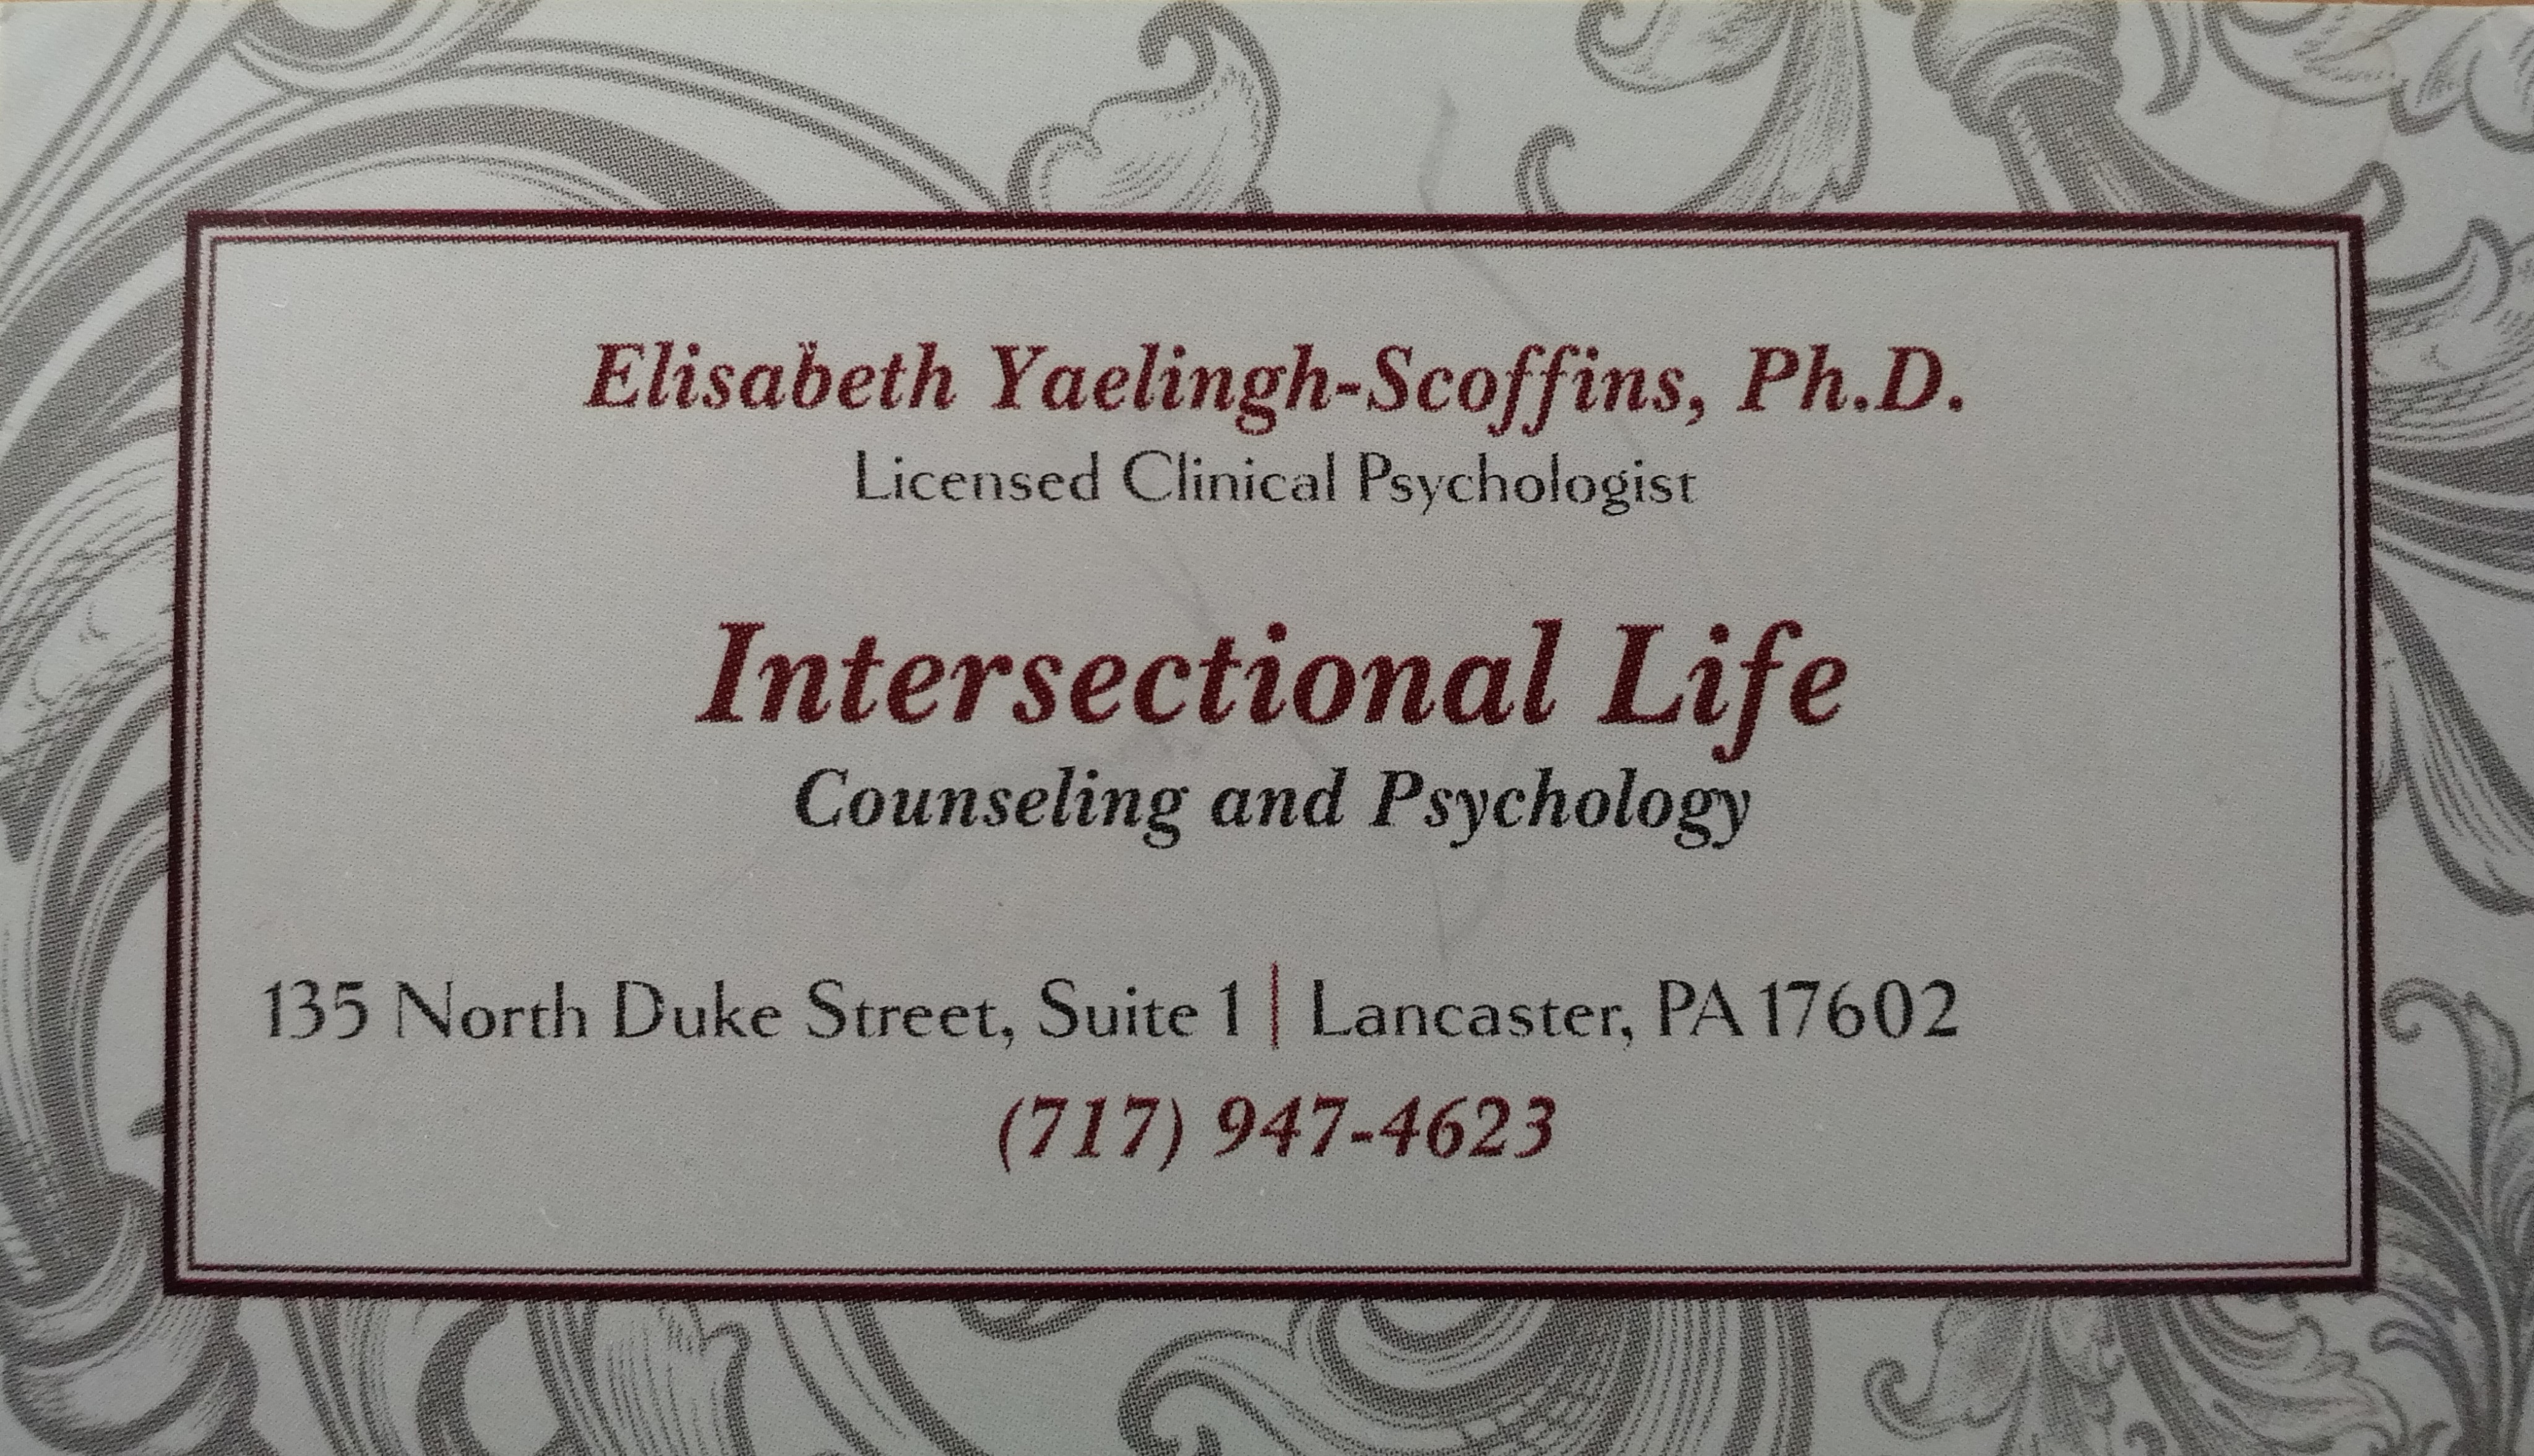 Elisabeth Yaelingh-Scoffins, Ph.D.
Licensed Clinical Psychologist
Intersectional Life
Counseling and Psychology
135 North Duke Street, Suite 1 | Lancaster, PA 17602
(717) 947-4623